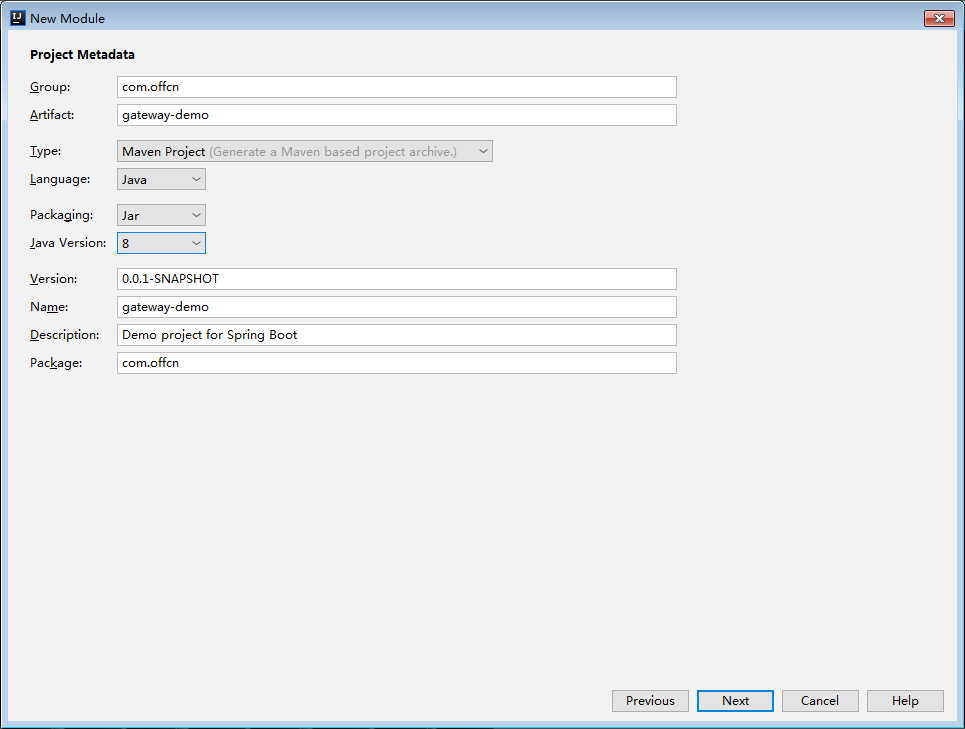 IJ New Module
Project Metadata
Group: com.offcn
Artifact: gateway-demo
Type: Maven Project (Generate a Maven based project archive.)
Language: Java
Packaging: Jar
Java Version: 8
Version: 0.0.1-SNAPSHOT
Name: gateway-demo
Description: Demo project for Spring Boot
Package: com.offcn
Previous Next Cancel Help